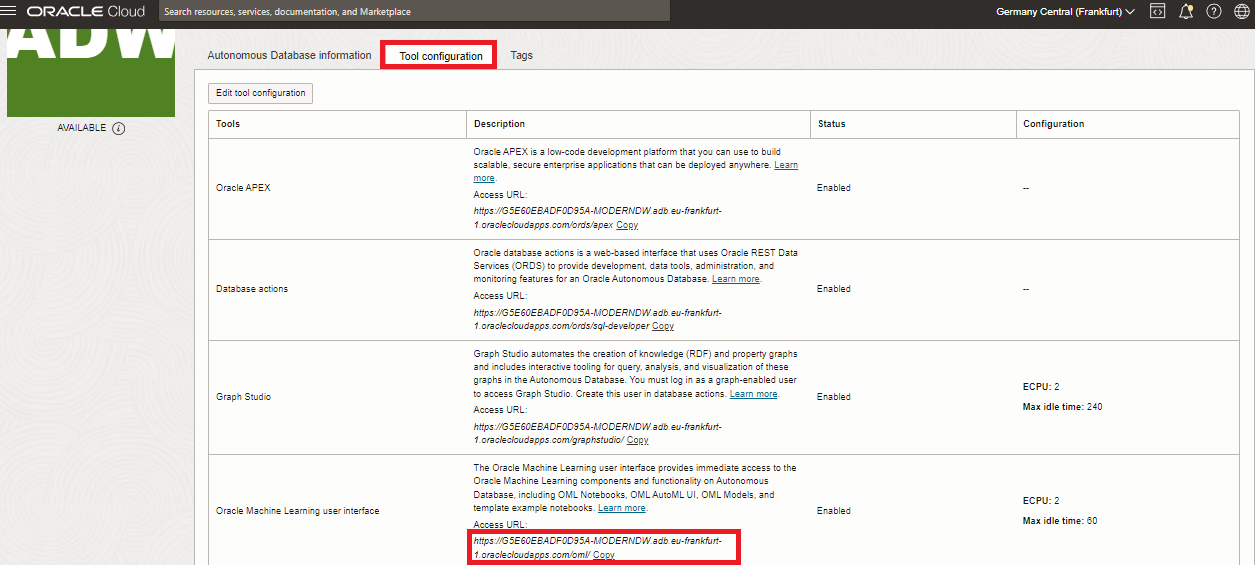 ORACLE Cloud
Search resources, services, documentation, and Marketplace
Germany Central (Frankfurt)
ADW
AVAILABLE
Autonomous Database information
Tool configuration
Tags
Edit tool configuration
Tools
Description
Status
Configuration
Oracle APEX
Oracle APEX is a low-code development platform that you can use to build
scalable, secure enterprise applications that can be deployed anywhere. Learn
more.
Access URL:
https://G5E60EBADF0D95A-MODERNDW.adb.eu-frankfurt-
1.oraclecloudapps.com/ords/apex Copy
Enabled
--
Database actions
Oracle database actions is a web-based interface that uses Oracle REST Data
Services (ORDS) to provide development, data tools, administration, and
monitoring features for an Oracle Autonomous Database. Learn more.
Access URL:
https://G5E60EBADF0D95A-MODERNDW.adb.eu-frankfurt-
1.oraclecloudapps.com/ords/sql-developer Copy
Enabled
--
Graph Studio
Graph Studio automates the creation of knowledge (RDF) and property graphs
and includes interactive tooling for query, analysis, and visualization of these
graphs in the Autonomous Database. You must log in as a graph-enabled user
to access Graph Studio. Create this user in database actions. Learn more.
Access URL:
https://G5E60EBADF0D95A-MODERNDW.adb.eu-frankfurt-
1.oraclecloudapps.com/graphstudio/ Copy
Enabled
ECPU: 2
Max idle time: 240
Oracle Machine Learning user interface
The Oracle Machine Learning user interface provides immediate access to the
Oracle Machine Learning components and functionality on Autonomous
Database, including OML Notebooks, OML AutoML UI, OML Models, and
template example notebooks. Learn more.
Access URL:
https://G5E60EBADF0D95A-MODERNDW.adb.eu-frankfurt-
1.oraclecloudapps.com/oml/ Copy
Enabled
ECPU: 2
Max idle time: 60